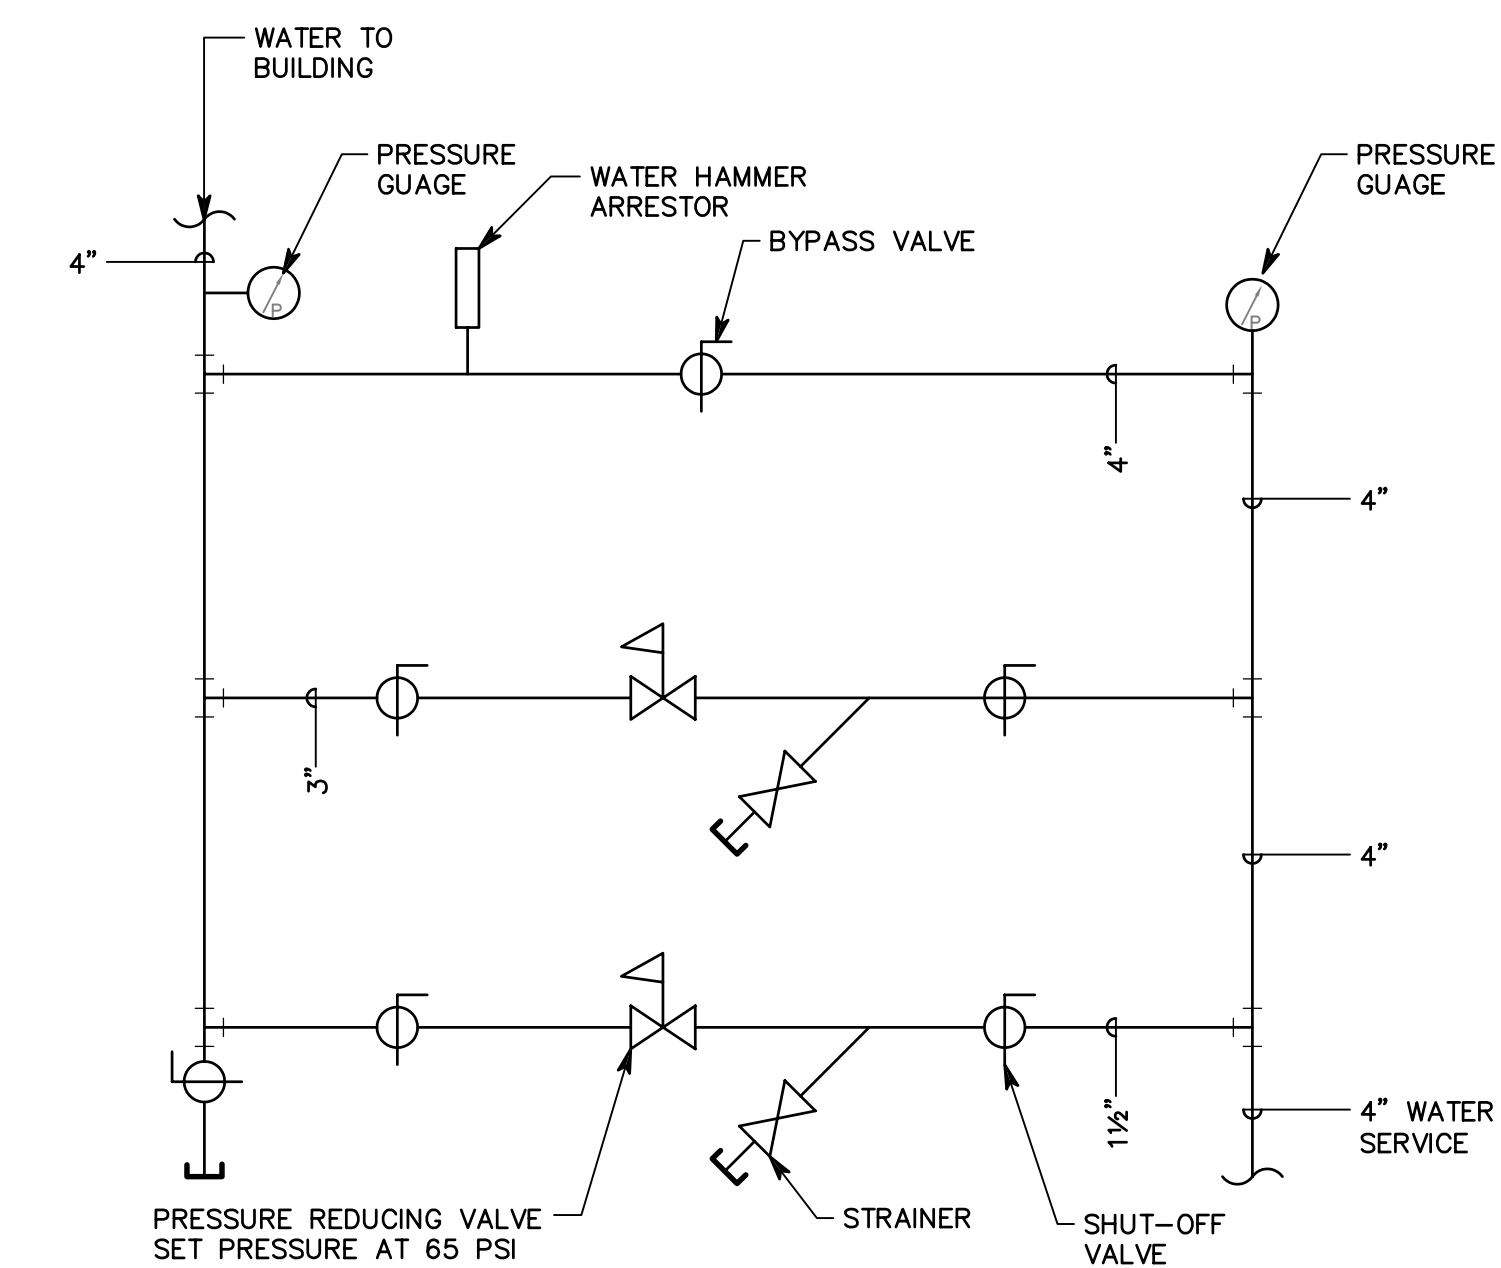 WATER TO
BUILDING
PRESSURE
GUAGE
WATER HAMMER
ARRESTOR
BYPASS VALVE
PRESSURE
GUAGE
4"
P
P
4"
4"
3"
4"
1½"
4" WATER
SERVICE
PRESSURE REDUCING VALVE
SET PRESSURE AT 65 PSI
STRAINER
SHUT-OFF
VALVE